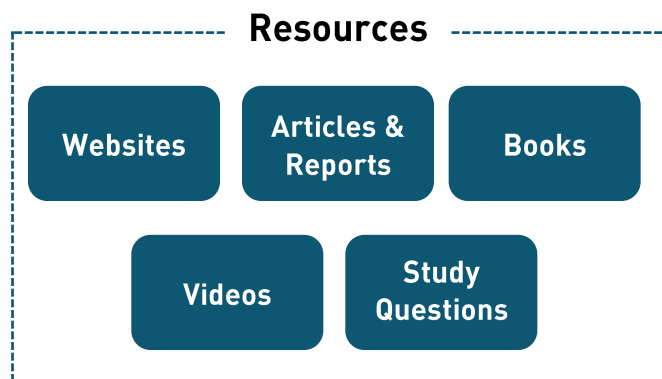 Resources
Websites
Articles &
Reports
Books
Videos
Study
Questions